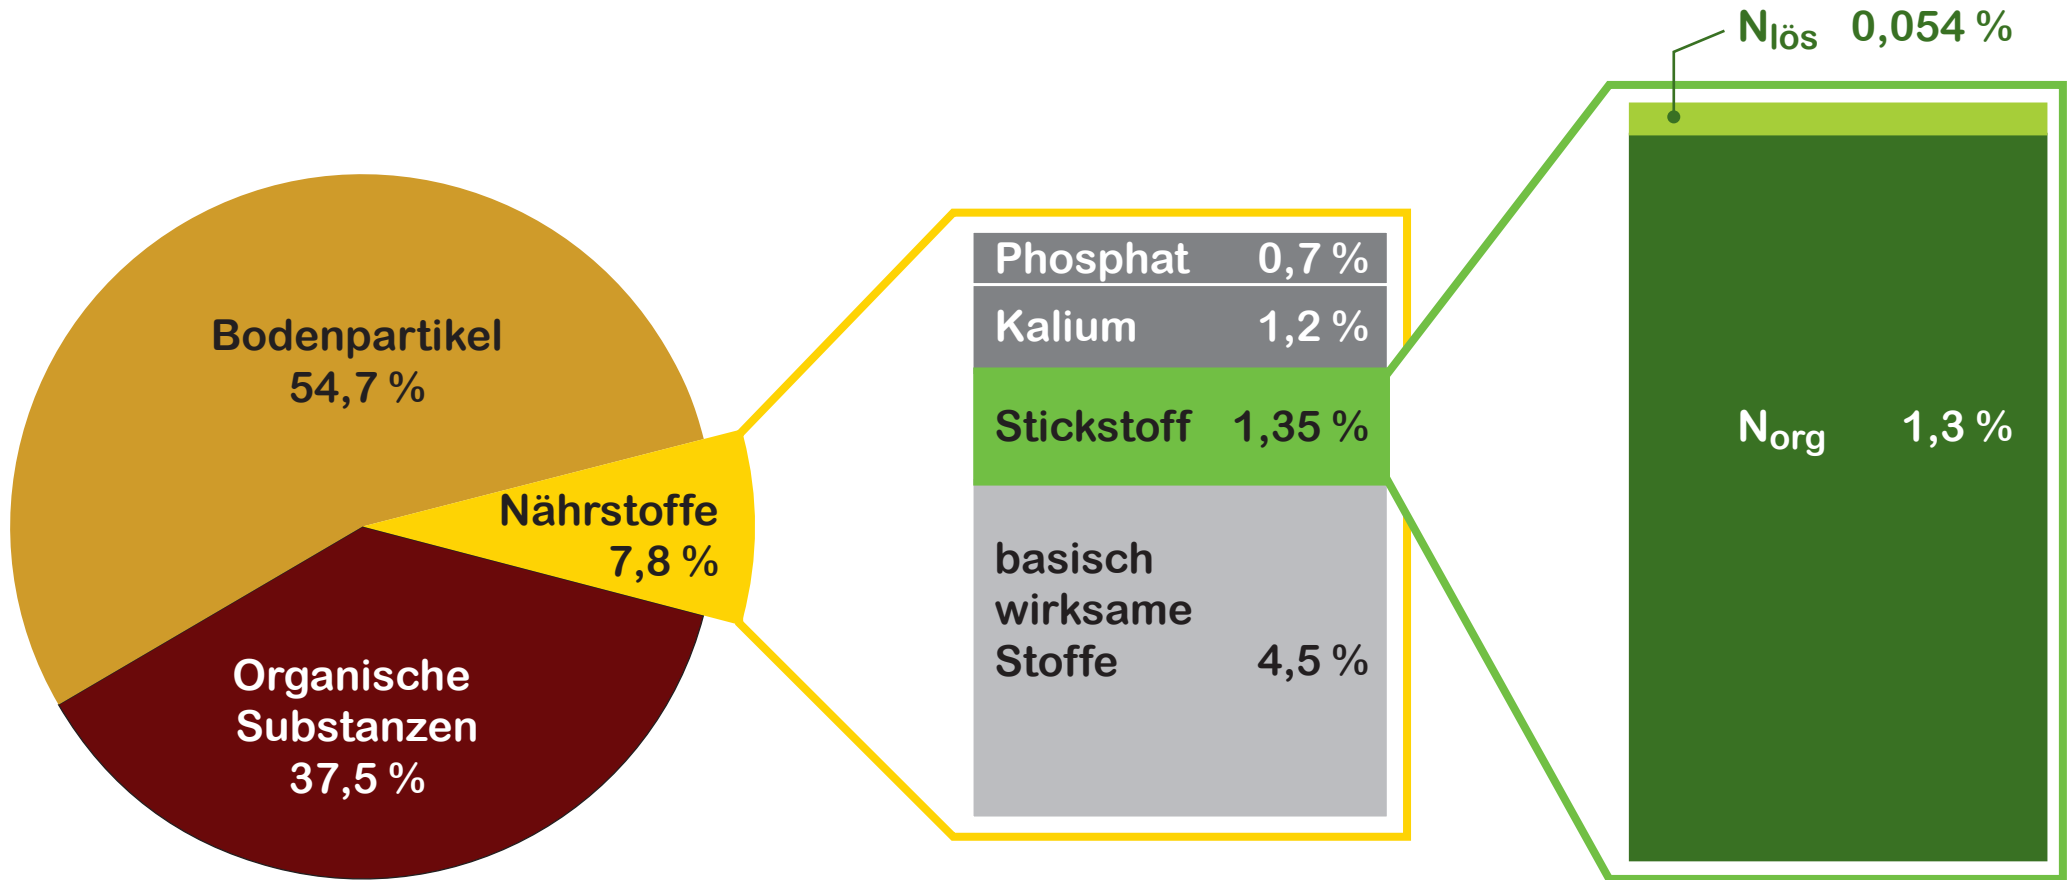 Bodenpartikel
54,7 %
Nährstoffe
7,8 %
Organische
Substanzen
37,5 %
Phosphat 0,7 %
Kalium 1,2 %
Stickstoff 1,35 %
basisch
wirksame
Stoffe 4,5 %
Nlös 0,054 %
Norg 1,3 %